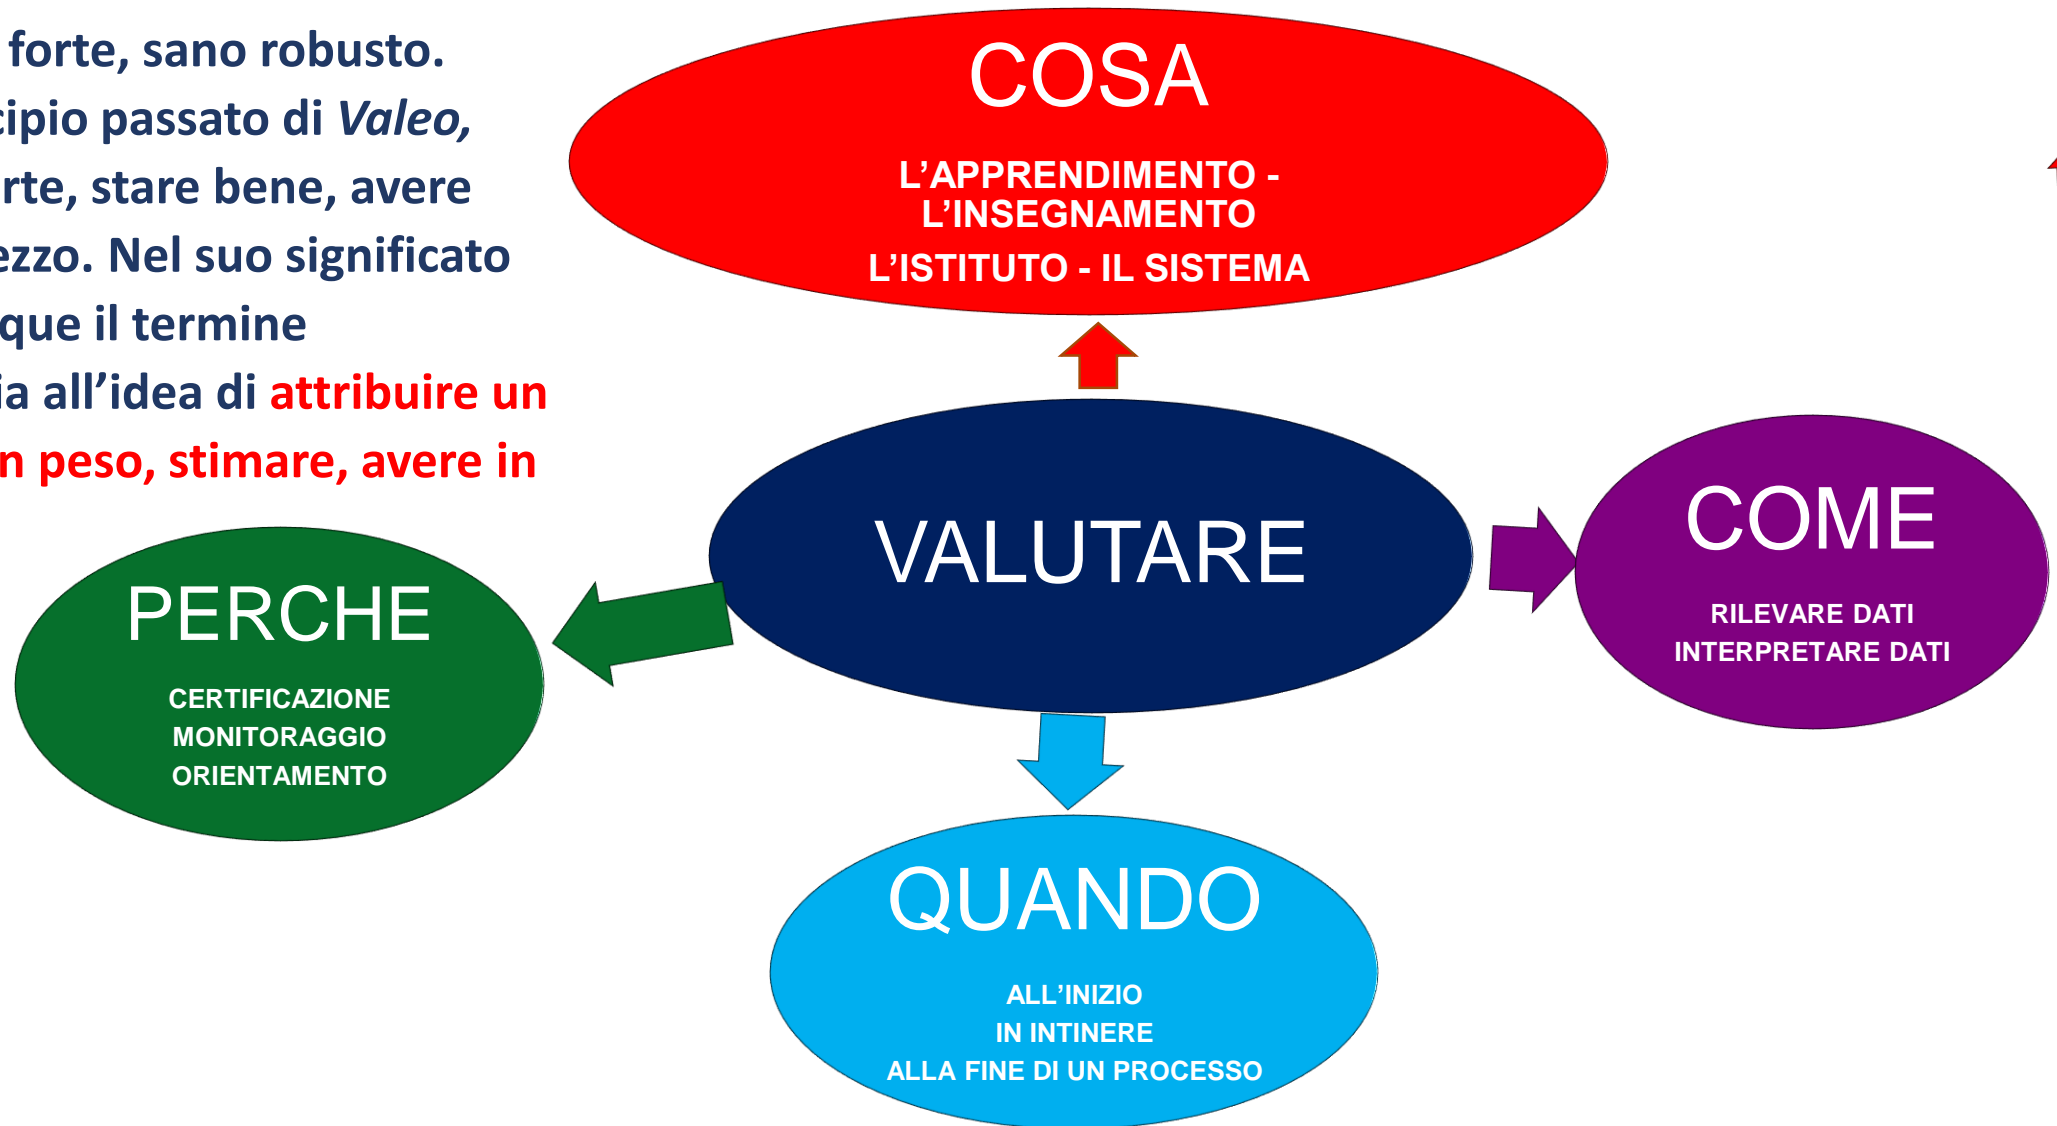 forte, sano robusto.
cipio passato di Valeo,
rte, stare bene, avere
ezzo. Nel suo significato
que il termine
ia all’idea di attribuire un
n peso, stimare, avere in
COSA
L’APPRENDIMENTO -
L’INSEGNAMENTO
L’ISTITUTO - IL SISTEMA
VALUTARE
COME
RILEVARE DATI
INTERPRETARE DATI
PERCHE
CERTIFICAZIONE
MONITORAGGIO
ORIENTAMENTO
QUANDO
ALL’INIZIO
IN INTINERE
ALLA FINE DI UN PROCESSO